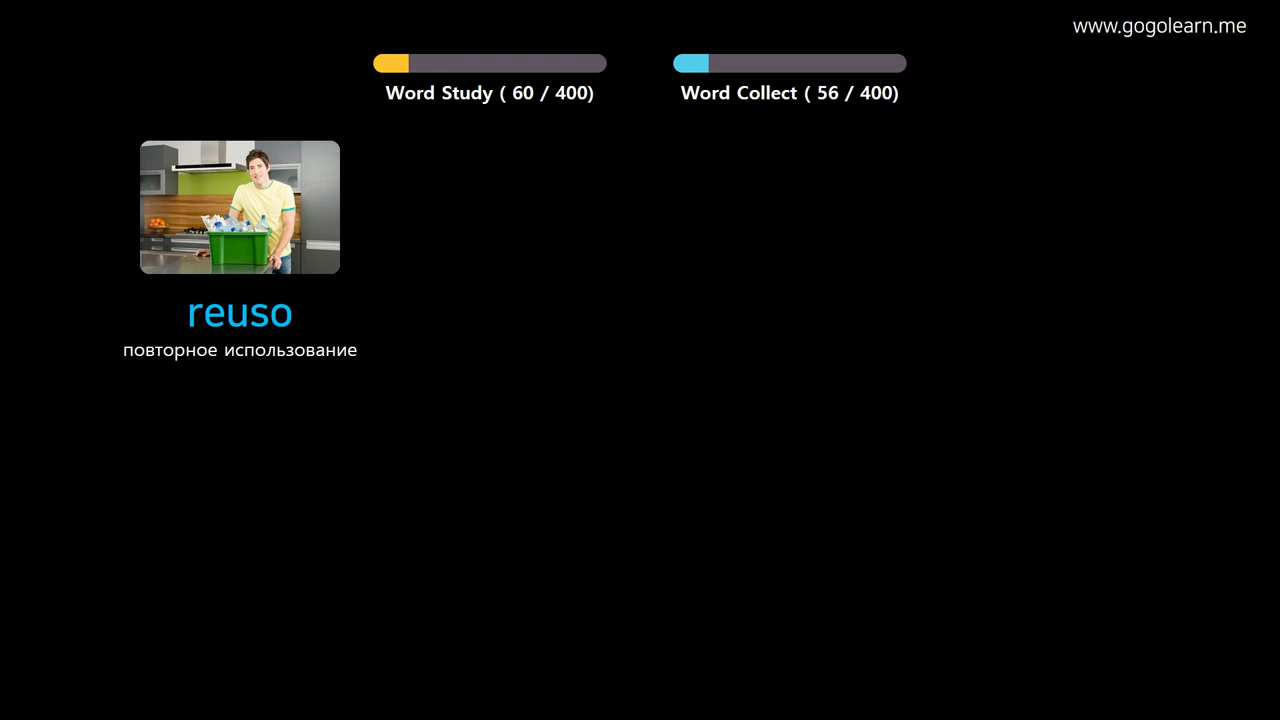 www.gogolearn.me
Word Study ( 60 / 400)
Word Collect ( 56 / 400)
reuso
повторное использование